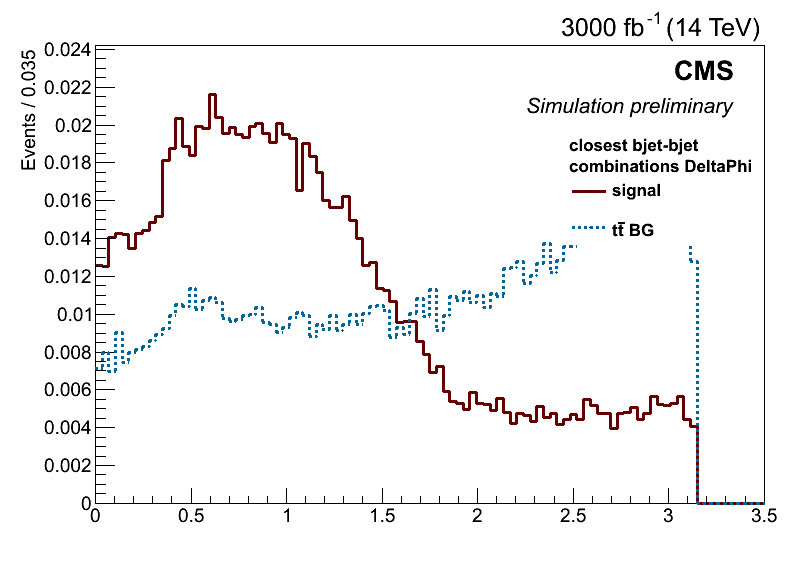 3000 fb⁻¹ (14 TeV)
Events / 0.035
0.024
0.022
0.02
0.018
0.016
0.014
0.012
0.01
0.008
0.006
0.004
0.002
0
CMS
Simulation preliminary
closest bjet-bjet
combinations DeltaPhi
signal
tt̄ BG
0 0.5 1 1.5 2 2.5 3 3.5